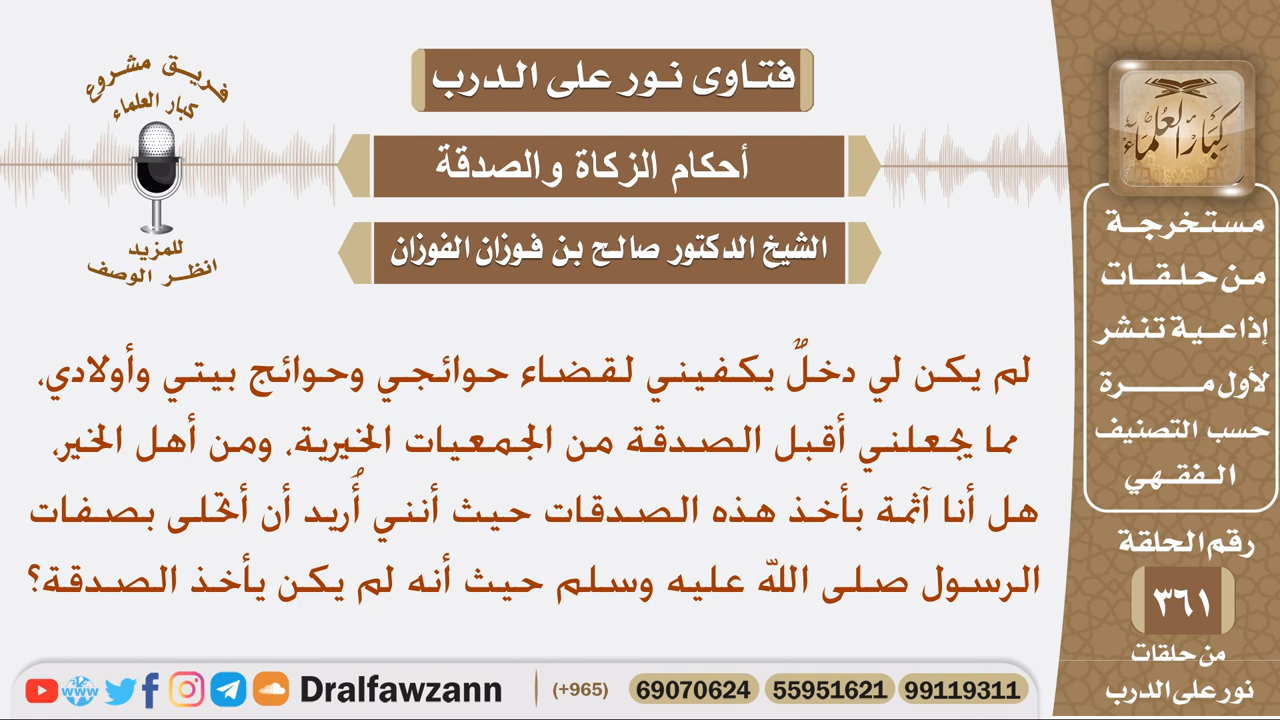 فريق مشروع
كبار العلماء
للمزيد
انظر الوصف
فتاوى نور على الدرب
أحكام الزكاة والصدقة
الشيخ الدكتور صالح بن فوزان الفوزان
لم يكن لي دخلٌ يكفيني لقضاء حوائجي وحوائج بيتي وأولادي،
مما يجعلني أقبل الصدقة من الجمعيات الخيرية، ومن أهل الخير،
هل أنا آثمة بأخذ هذه الصدقات حيث أنني أُريد أن أتحلى بصفات
الرسول صلى الله عليه وسلم حيث أنه لم يكن يأخذ الصدقة؟
كبار العلماء
مستخرجة
من حلقات
إذاعية تنشر
لأول مرة
حسب التصنيف
الفقهي
رقم الحلقة
٣٦١
من حلقات
نور على الدرب
www Dralfawzann (+965) 69070624 55951621 99119311